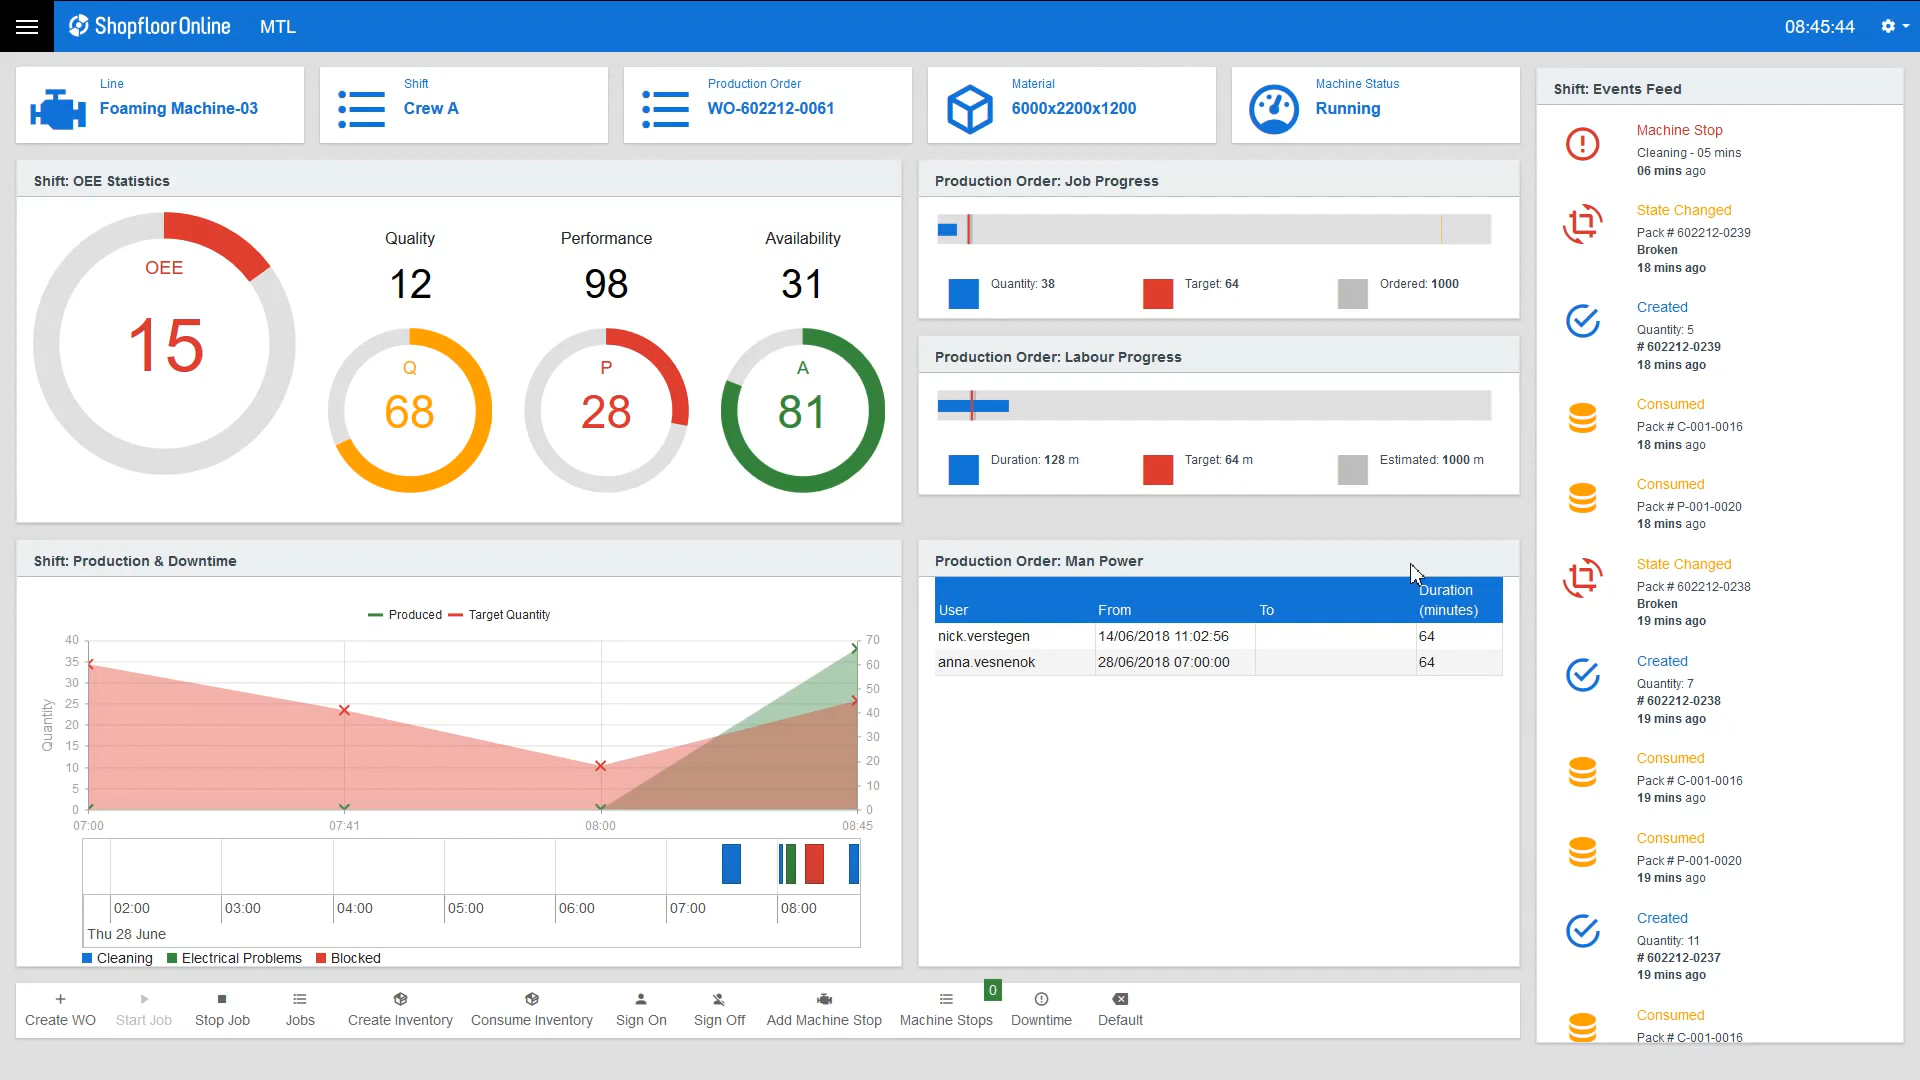 ShopfloorOnline MTL 08:45:44
Line
Foaming Machine-03
Shift
Crew A
Production Order
WO-602212-0061
Material
6000x2200x1200
Machine Status
Running
Shift: OEE Statistics
OEE
15
Quality
12
Performance
98
Availability
31
Q
68
P
28
A
81
Production Order: Job Progress
Quantity: 38
Target: 64
Ordered: 1000
Production Order: Labour Progress
Duration: 128 m
Target: 64 m
Estimated: 1000 m
Shift: Production & Downtime
Produced
Target Quantity
Quantity
40
35
30
25
20
15
10
5
0
70
60
50
40
30
20
10
0
07:00
07:41
08:00
08:45
02:00
03:00
04:00
05:00
06:00
07:00
08:00
Thu 28 June
Cleaning
Electrical Problems
Blocked
Production Order: Man Power
User From To Duration
(minutes)
nick.verstegen 14/06/2018 11:02:56 64
anna.vesnenok 28/06/2018 07:00:00 64
Shift: Events Feed
Machine Stop
Cleaning - 05 mins
06 mins ago
State Changed
Pack # 602212-0239
Broken
18 mins ago
Created
Quantity: 5
# 602212-0239
18 mins ago
Consumed
Pack # C-001-0016
18 mins ago
Consumed
Pack # P-001-0020
18 mins ago
State Changed
Pack # 602212-0238
Broken
19 mins ago
Created
Quantity: 7
# 602212-0238
19 mins ago
Consumed
Pack # C-001-0016
19 mins ago
Consumed
Pack # P-001-0020
19 mins ago
Created
Quantity: 11
# 602212-0237
19 mins ago
Consumed
Pack # C-001-0016
Create WO
Start Job
Stop Job
Jobs
Create Inventory
Consume Inventory
Sign On
Sign Off
Add Machine Stop
Machine Stops
0
Downtime
Default